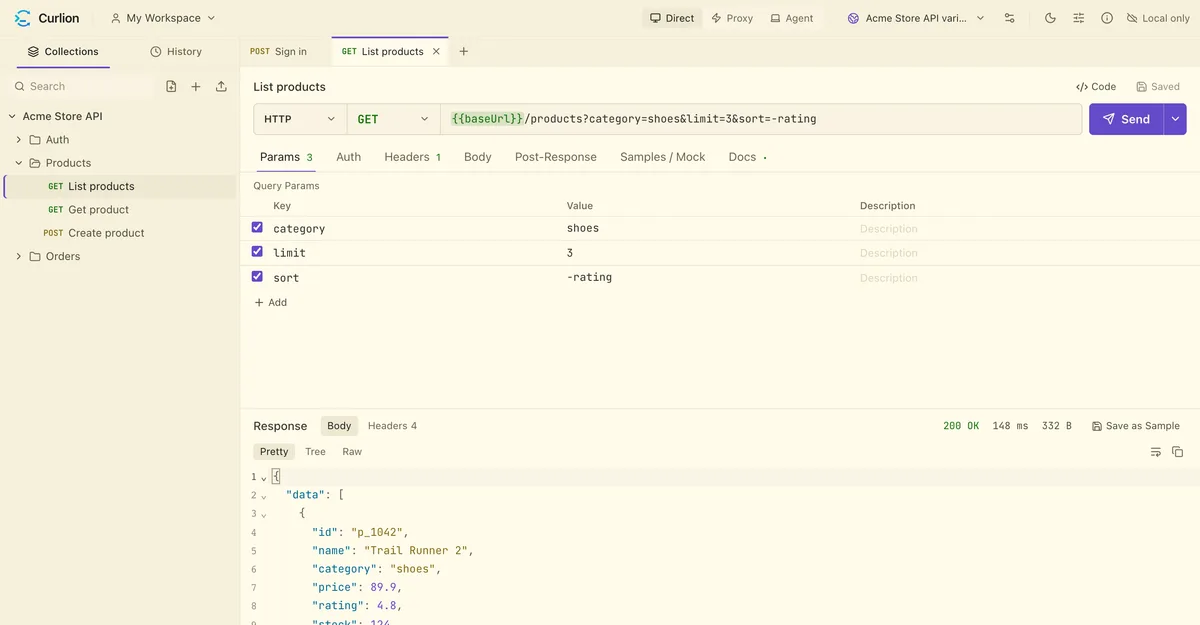 Curlion
My Workspace
Direct
Proxy
Agent
Acme Store API vari...
Local only
Collections
History
POST Sign in
GET List products
Search
Acme Store API
Auth
Products
GET List products
GET Get product
POST Create product
Orders
List products
Code
Saved
HTTP
GET
{{baseUrl}}/products?category=shoes&limit=3&sort=-rating
Send
Params 3
Auth
Headers 1
Body
Post-Response
Samples / Mock
Docs
Query Params
Key Value Description
category shoes Description
limit 3 Description
sort -rating Description
Add
Response
Body
Headers 4
200 OK 148 ms 332 B
Save as Sample
Pretty
Tree
Raw
1 {
2 "data": [
3 {
4 "id": "p_1042",
5 "name": "Trail Runner 2",
6 "category": "shoes",
7 "price": 89.9,
8 "rating": 4.8,
9 "stock": 124